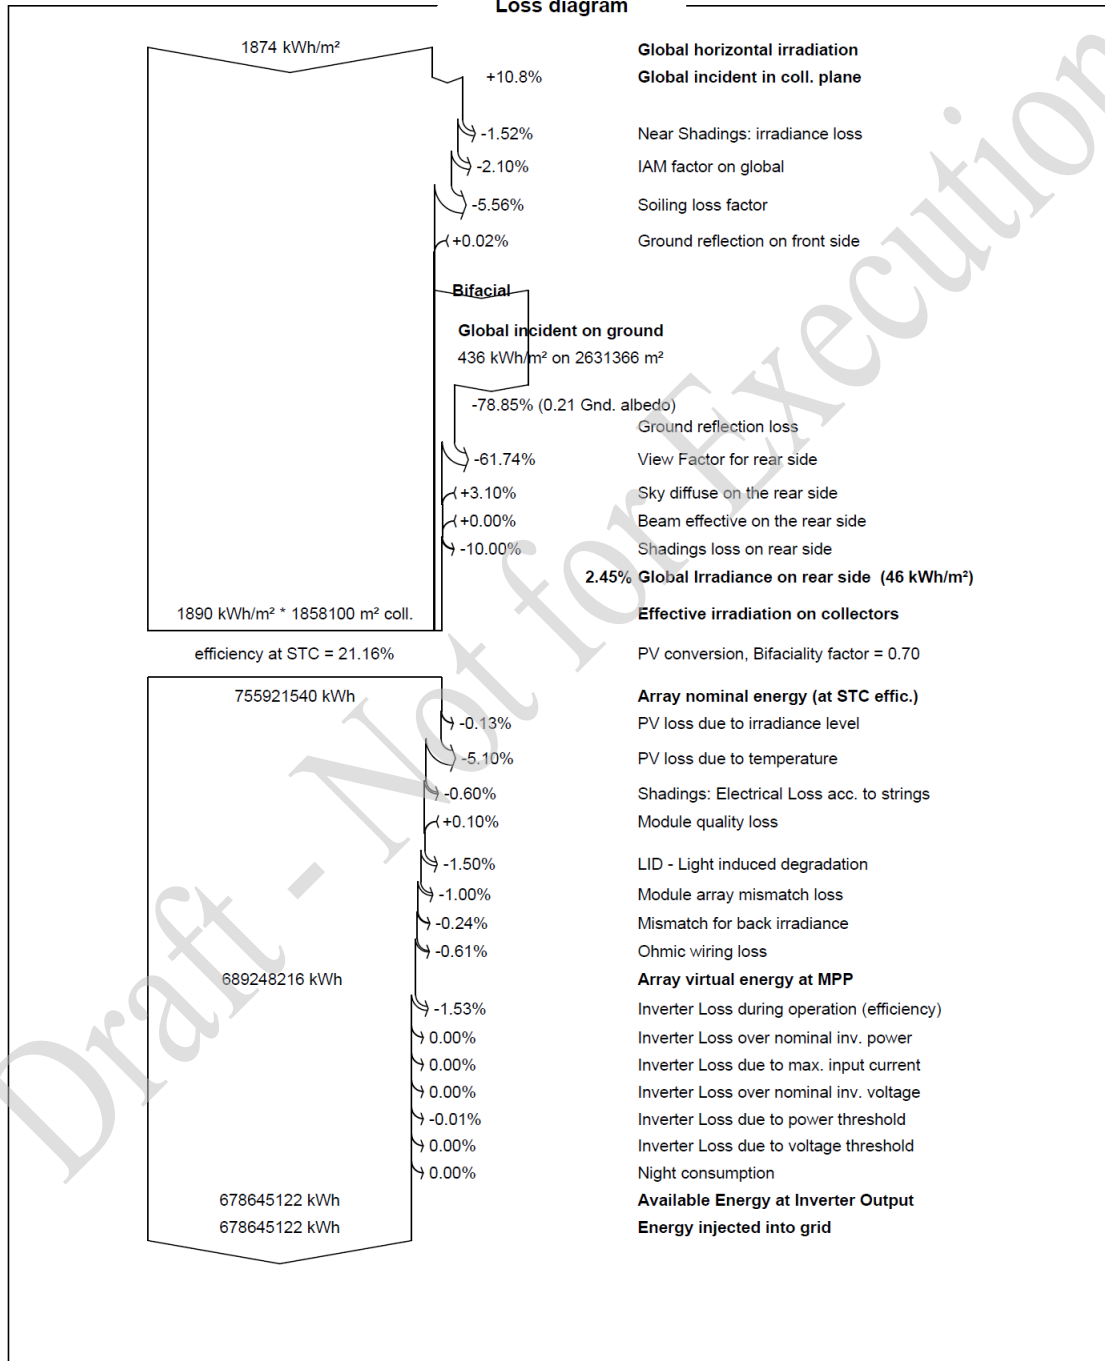 Loss diagram
1874 kWh/m² Global horizontal irradiation
+10.8% Global incident in coll. plane
-1.52% Near Shadings: irradiance loss
-2.10% IAM factor on global
-5.56% Soiling loss factor
+0.02% Ground reflection on front side
Bifacial
Global incident on ground
436 kWh/m² on 2631366 m²
-78.85% (0.21 Gnd. albedo)
Ground reflection loss
-61.74% View Factor for rear side
+3.10% Sky diffuse on the rear side
+0.00% Beam effective on the rear side
-10.00% Shadings loss on rear side
2.45% Global Irradiance on rear side (46 kWh/m²)
1890 kWh/m² * 1858100 m² coll. Effective irradiation on collectors
efficiency at STC = 21.16% PV conversion, Bifaciality factor = 0.70
755921540 kWh Array nominal energy (at STC effic.)
-0.13% PV loss due to irradiance level
-5.10% PV loss due to temperature
-0.60% Shadings: Electrical Loss acc. to strings
+0.10% Module quality loss
-1.50% LID - Light induced degradation
-1.00% Module array mismatch loss
-0.24% Mismatch for back irradiance
-0.61% Ohmic wiring loss
689248216 kWh Array virtual energy at MPP
-1.53% Inverter Loss during operation (efficiency)
0.00% Inverter Loss over nominal inv. power
0.00% Inverter Loss due to max. input current
0.00% Inverter Loss over nominal inv. voltage
-0.01% Inverter Loss due to power threshold
0.00% Inverter Loss due to voltage threshold
0.00% Night consumption
678645122 kWh Available Energy at Inverter Output
678645122 kWh Energy injected into grid
Draft - Not for Execution